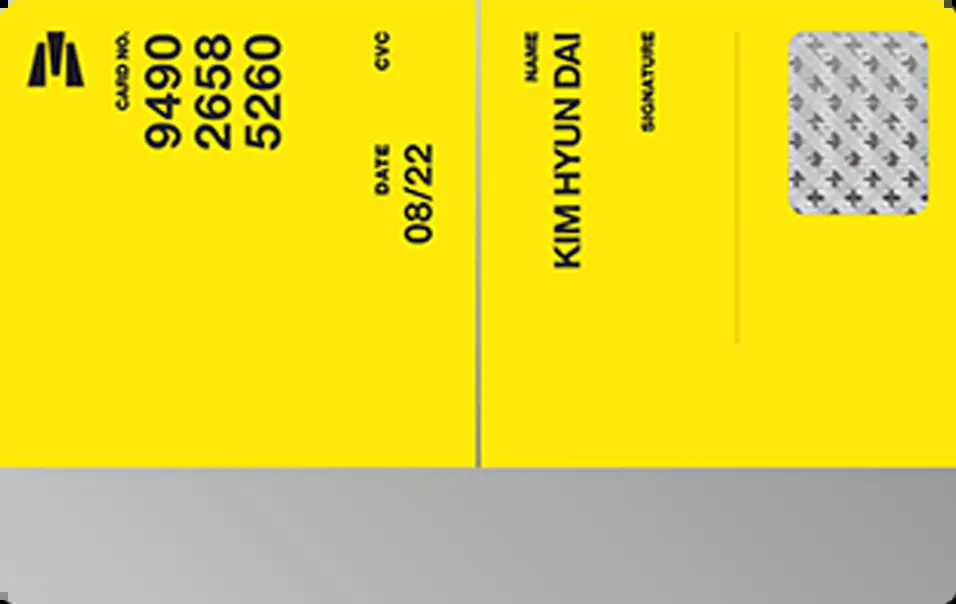 CARD NO.
9490
2658
5260
CVC
DATE
08/22
NAME
KIM HYUN DAI
SIGNATURE